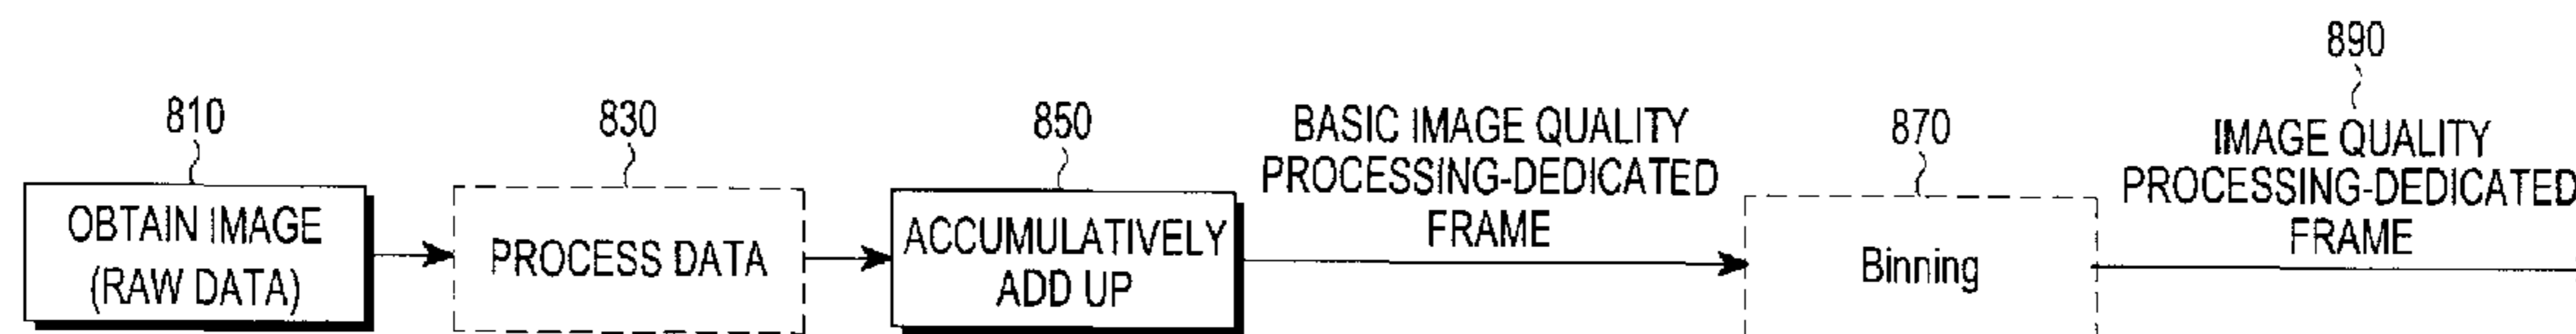 890
810
830
850
BASIC IMAGE QUALITY
PROCESSING-DEDICATED
FRAME
870
IMAGE QUALITY
PROCESSING-DEDICATED
FRAME
OBTAIN IMAGE
(RAW DATA)
PROCESS DATA
ACCUMULATIVELY
ADD UP
Binning